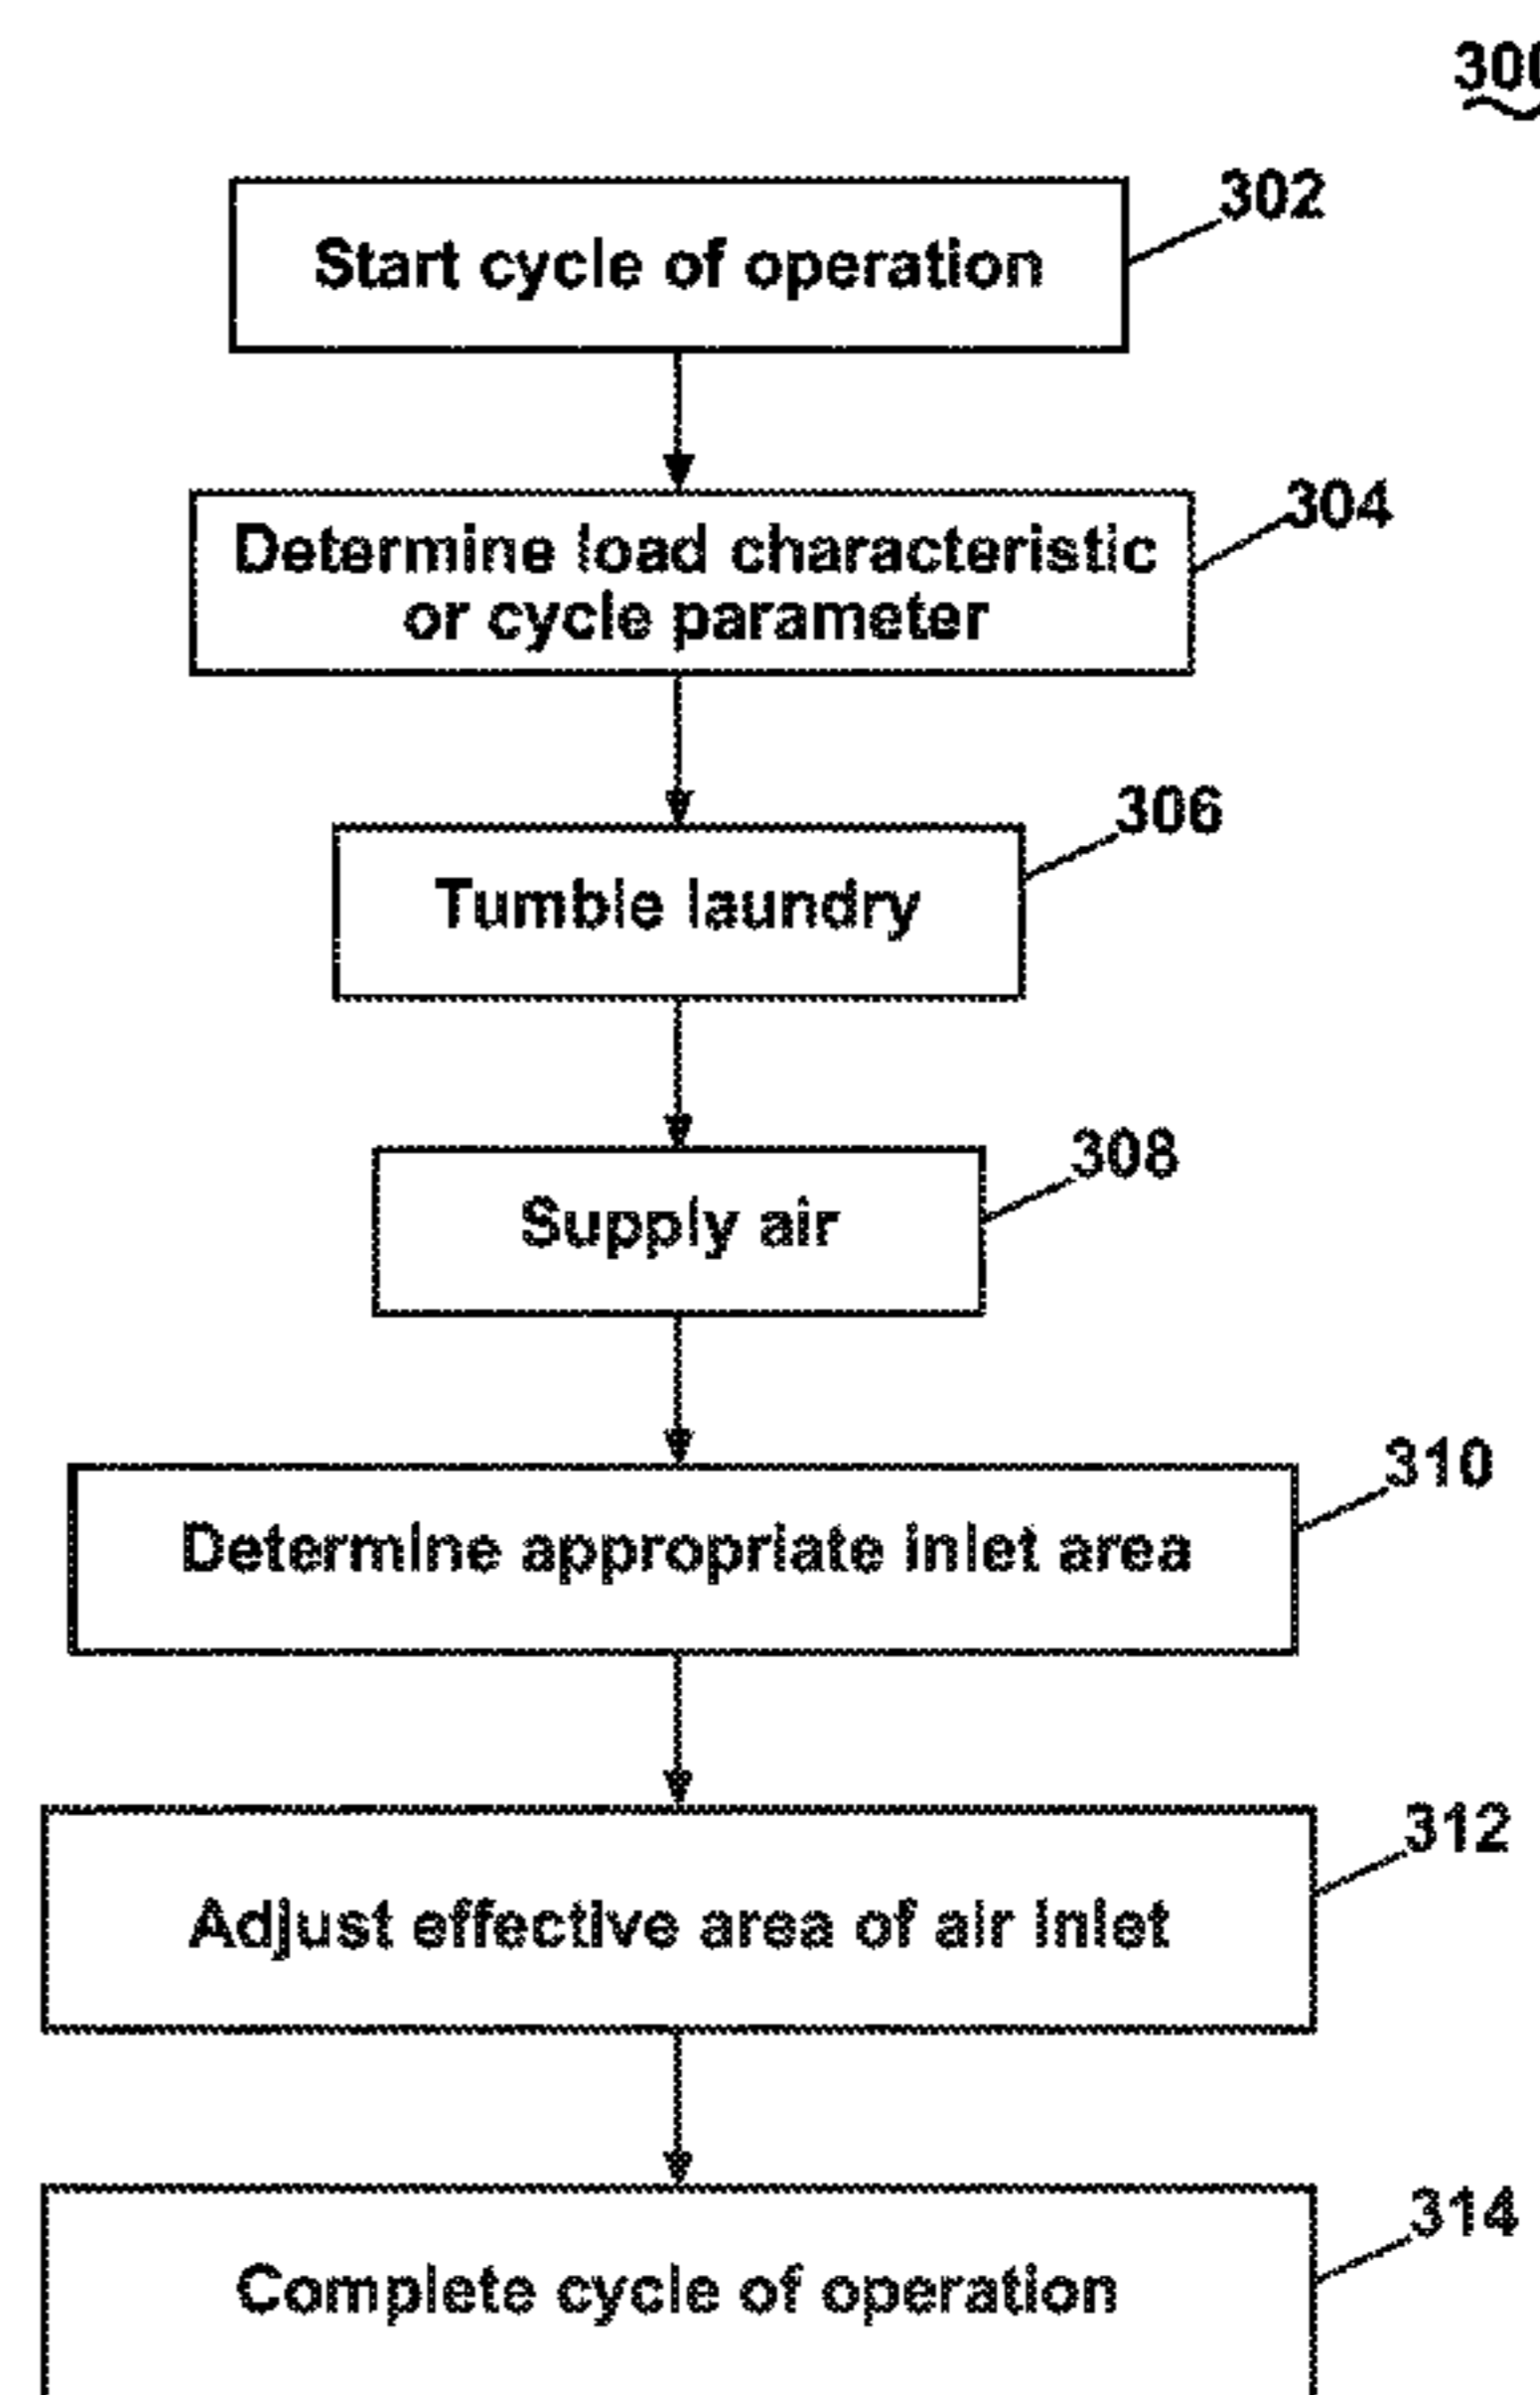 300
302
Start cycle of operation
304
Determine load characteristic
or cycle parameter
306
Tumble laundry
308
Supply air
310
Determine appropriate inlet area
312
Adjust effective area of air inlet
314
Complete cycle of operation